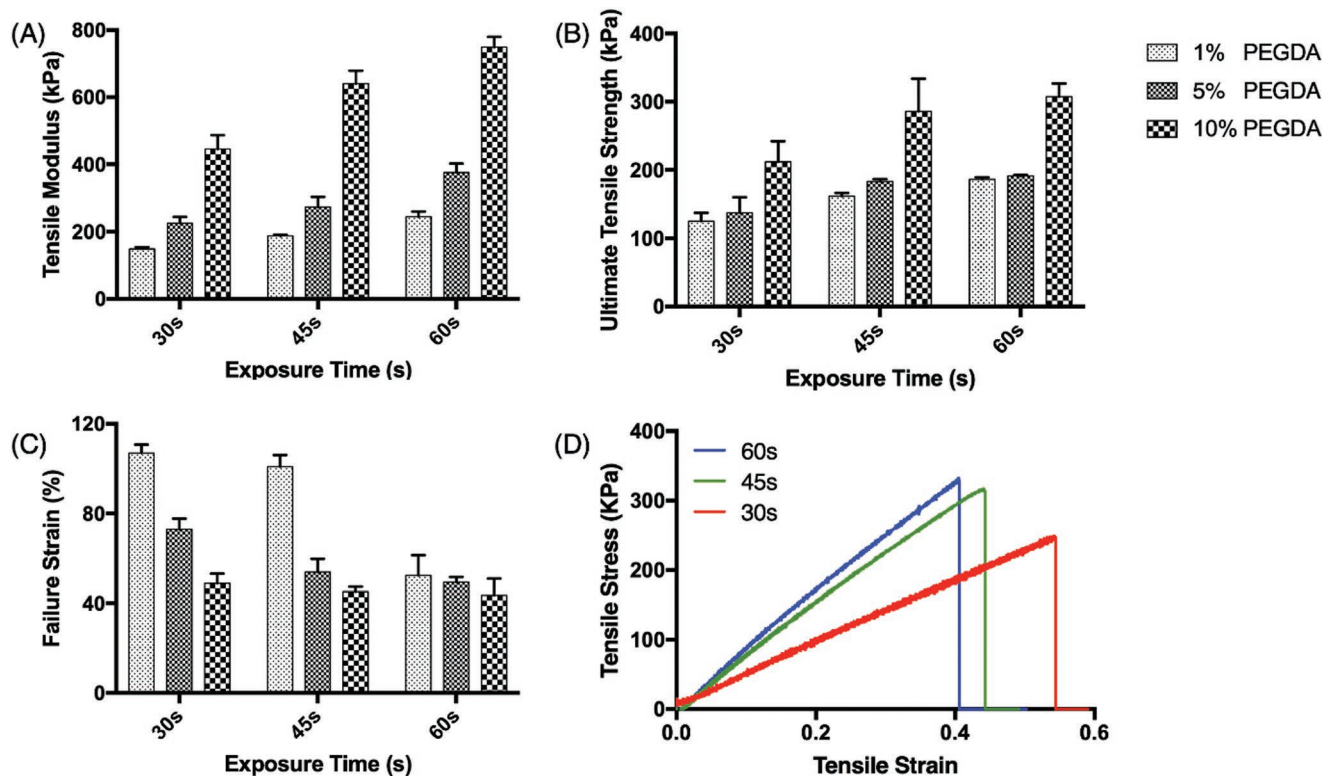 (A)
Tensile Modulus (kPa)
800
600
400
200
0
30s
45s
60s
Exposure Time (s)
(B)
Ultimate Tensile Strength (kPa)
400
300
200
100
0
30s
45s
60s
Exposure Time (s)
1% PEGDA
5% PEGDA
10% PEGDA
(C)
Failure Strain (%)
120
80
40
0
30s
45s
60s
Exposure Time (s)
(D)
Tensile Stress (KPa)
400
300
200
100
0
60s
45s
30s
0.0
0.2
0.4
0.6
Tensile Strain